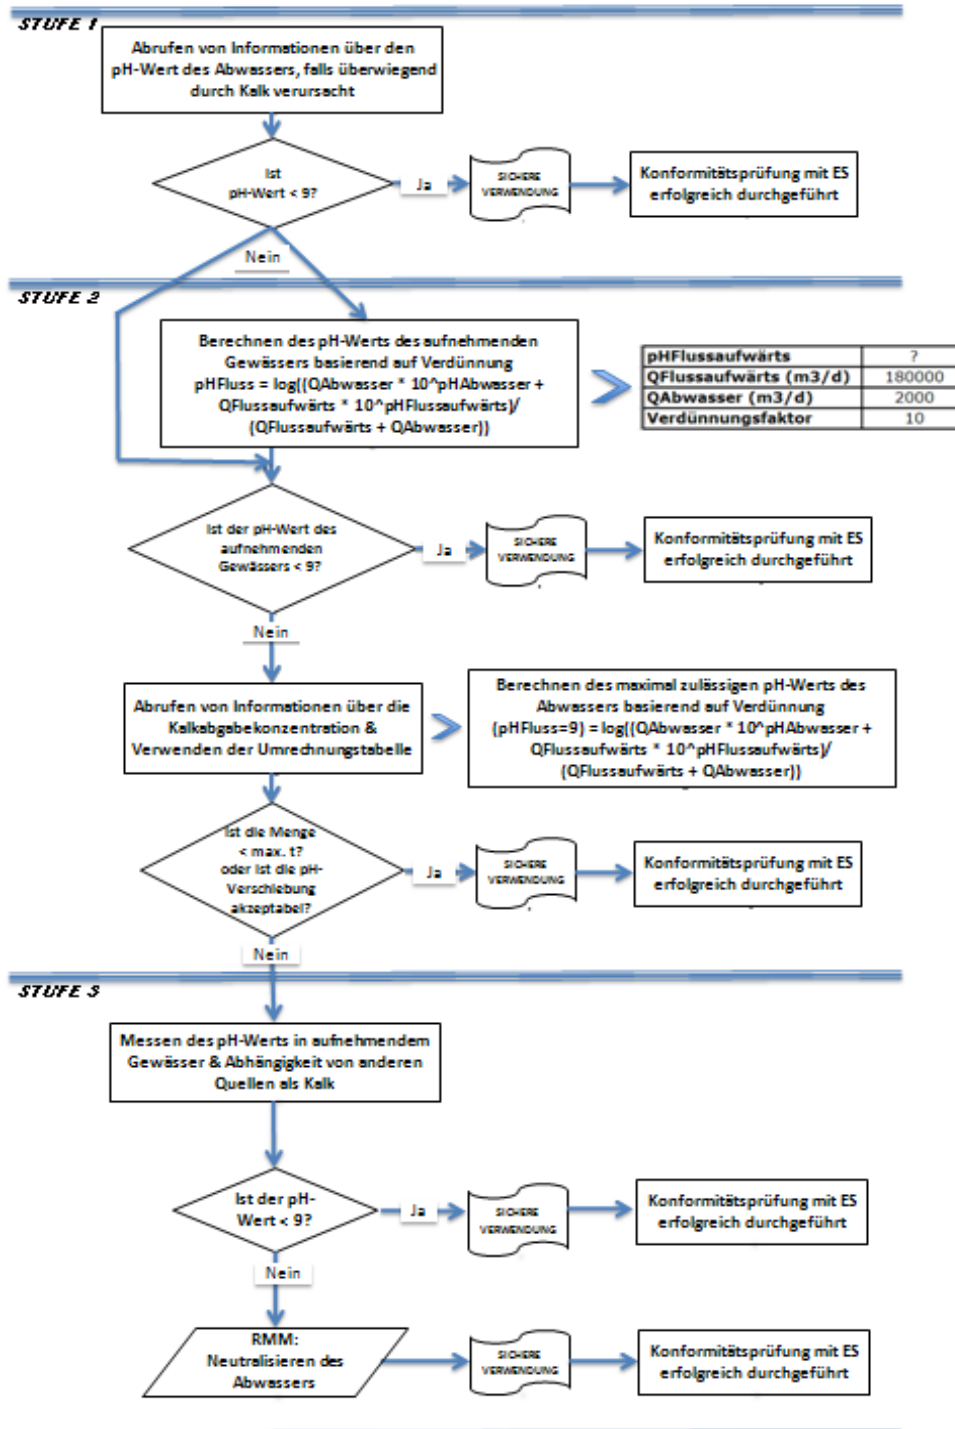 STUFE 1
Abrufen von Informationen über den
pH-Wert des Abwassers, falls überwiegend
durch Kalk verursacht
Ist
pH-Wert < 9?
Ja
SICHERE
VERWENDUNG
Konformitätsprüfung mit ES
erfolgreich durchgeführt
Nein
STUFE 2
Berechnen des pH-Werts des aufnehmenden
Gewässers basierend auf Verdünnung
pHFluss = log((QAbwasser * 10^pHAbwasser +
QFlussaufwärts * 10^pHFlussaufwärts)/
(QFlussaufwärts + QAbwasser))
pHFlussaufwärts ?
QFlussaufwärts (m3/d) 180000
QAbwasser (m3/d) 2000
Verdünnungsfaktor 10
Ist der pH-Wert des
aufnehmenden
Gewässers < 9?
Ja
SICHERE
VERWENDUNG
Konformitätsprüfung mit ES
erfolgreich durchgeführt
Nein
Abrufen von Informationen über die
Kalkabgabekonzentration &
Verwenden der Umrechnungstabelle
Berechnen des maximal zulässigen pH-Werts des
Abwassers basierend auf Verdünnung
(pHFluss=9) = log((QAbwasser * 10^pHAbwasser +
QFlussaufwärts * 10^pHFlussaufwärts)/
(QFlussaufwärts + QAbwasser))
Ist die Menge
< max. t?
oder ist die pH-
Verschiebung
akzeptabel?
Ja
SICHERE
VERWENDUNG
Konformitätsprüfung mit ES
erfolgreich durchgeführt
Nein
STUFE 3
Messen des pH-Werts in aufnehmendem
Gewässer & Abhängigkeit von anderen
Quellen als Kalk
Ist der pH-
Wert < 9?
Ja
SICHERE
VERWENDUNG
Konformitätsprüfung mit ES
erfolgreich durchgeführt
Nein
RMM:
Neutralisieren des
Abwassers
SICHERE
VERWENDUNG
Konformitätsprüfung mit ES
erfolgreich durchgeführt